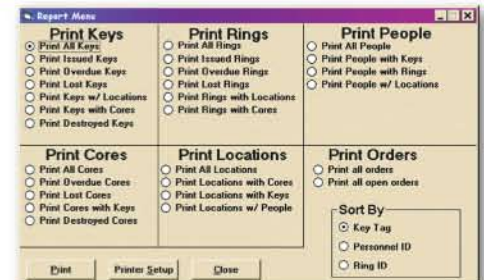 Report Menu
Print Keys
Print All Keys
Print Issued Keys
Print Overdue Keys
Print Lost Keys
Print Keys w/ Locations
Print Keys with Cores
Print Destroyed Keys
Print Rings
Print All Rings
Print Issued Rings
Print Overdue Rings
Print Lost Rings
Print Rings with Locations
Print Rings with Cores
Print People
Print All People
Print People with Keys
Print People with Rings
Print People w/ Locations
Print Cores
Print All Cores
Print Overdue Cores
Print Lost Cores
Print Cores with Keys
Print Destroyed Cores
Print Locations
Print All Locations
Print Locations with Cores
Print Locations with Keys
Print Locations w/ People
Print Orders
Print all orders
Print all open orders
Sort By
Key Tag
Personnel ID
Ring ID
Print
Printer Setup
Close